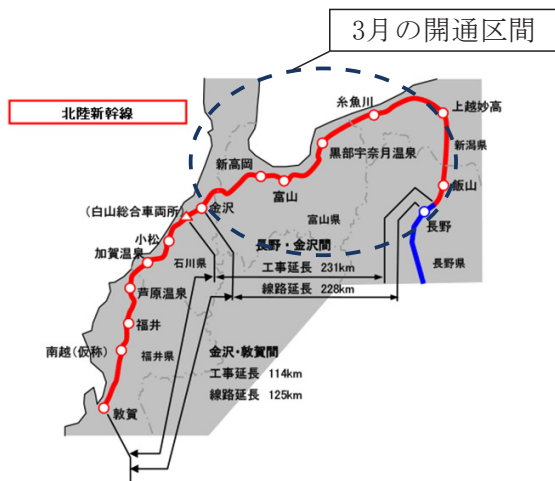 3月の開通区間
北陸新幹線
糸魚川
上越妙高
新潟県
黒部宇奈月温泉
新高岡
富山
飯山
(白山総合車両所)
金沢
富山県
長野
小松
長野・金沢間
加賀温泉
石川県
工事延長 231km
長野県
芦原温泉
線路延長 228km
福井
南越(仮称)
福井県
金沢・敦賀間
工事延長 114km
線路延長 125km
敦賀